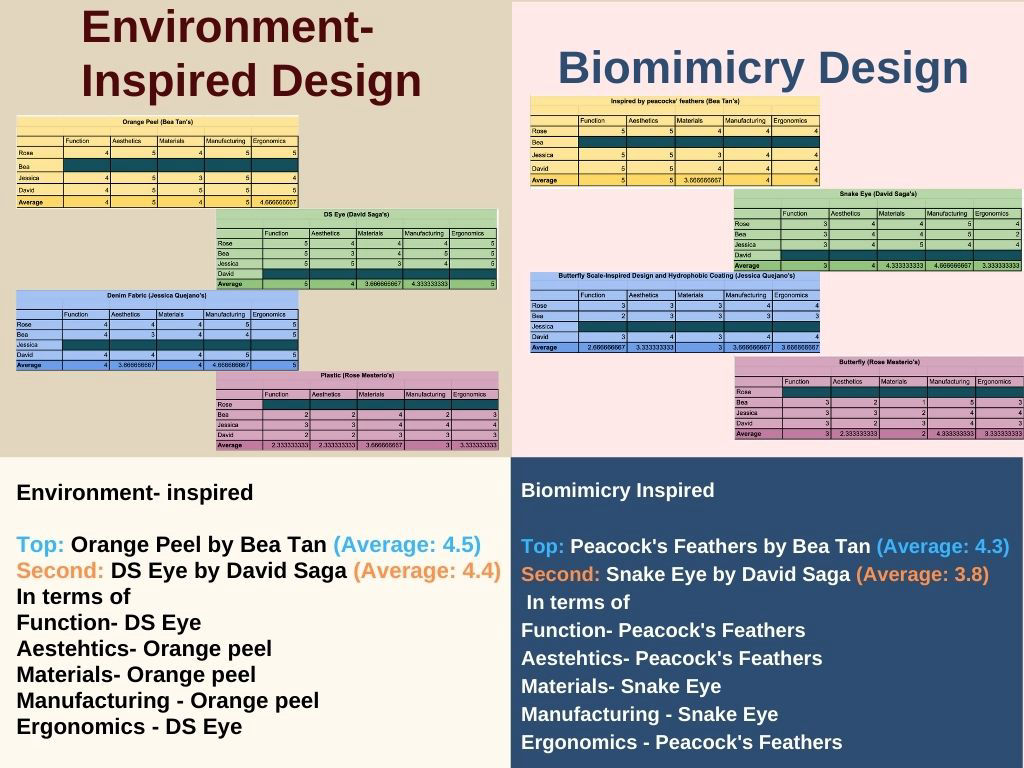 Environment-
Inspired Design
Orange Peel (Bea Tan's)
Function Aesthetics Materials Manufacturing Ergonomics
Rose 4 5 4 5 5
Bea
Jessica 4 5 3 5 4
David 4 5 5 5 5
Average 4 5 4 5 4.666666667
DS Eye (David Saga's)
Function Aesthetics Materials Manufacturing Ergonomics
Rose 5 4 4 4 5
Bea 5 3 4 5 5
Jessica 5 5 3 4 5
David
Average 5 4 3.666666667 4.333333333 5
Denim Fabric (Jessica Quejano's)
Function Aesthetics Materials Manufacturing Ergonomics
Rose 4 4 4 5 5
Bea 4 3 4 4 5
Jessica
David 4 4 4 5 5
Average 4 3.666666667 4 4.666666667 5
Plastic (Rose Mesterio's)
Function Aesthetics Materials Manufacturing Ergonomics
Rose
Bea 2 2 4 2 3
Jessica 3 3 4 4 4
David 2 2 3 3 3
Average 2.333333333 2.333333333 3.666666667 3 3.333333333
Biomimicry Design
Inspired by peacocks' feathers (Bea Tan's)
Function Aesthetics Materials Manufacturing Ergonomics
Rose 5 5 4 4 4
Bea
Jessica 5 5 3 4 4
David 5 5 4 4 4
Average 5 5 3.666666667 4 4
Snake Eye (David Saga's)
Function Aesthetics Materials Manufacturing Ergonomics
Rose 3 4 4 5 4
Bea 3 4 4 5 2
Jessica 3 4 5 4 4
David
Average 3 4 4.333333333 4.666666667 3.333333333
Butterfly Scale-Inspired Design and Hydrophobic Coating (Jessica Quejano's)
Function Aesthetics Materials Manufacturing Ergonomics
Rose 3 3 3 4 4
Bea 2 3 3 3 3
Jessica
David 3 4 3 4 4
Average 2.666666667 3.333333333 3 3.666666667 3.666666667
Butterfly (Rose Mesterio's)
Function Aesthetics Materials Manufacturing Ergonomics
Rose
Bea 3 2 1 5 3
Jessica 3 3 2 4 4
David 3 2 3 4 3
Average 3 2.333333333 2 4.333333333 3.333333333
Environment- inspired
Top: Orange Peel by Bea Tan (Average: 4.5)
Second: DS Eye by David Saga (Average: 4.4)
In terms of
Function- DS Eye
Aestehtics- Orange peel
Materials- Orange peel
Manufacturing - Orange peel
Ergonomics - DS Eye
Biomimicry Inspired
Top: Peacock's Feathers by Bea Tan (Average: 4.3)
Second: Snake Eye by David Saga (Average: 3.8)
In terms of
Function- Peacock's Feathers
Aestehtics- Peacock's Feathers
Materials- Snake Eye
Manufacturing - Snake Eye
Ergonomics - Peacock's Feathers